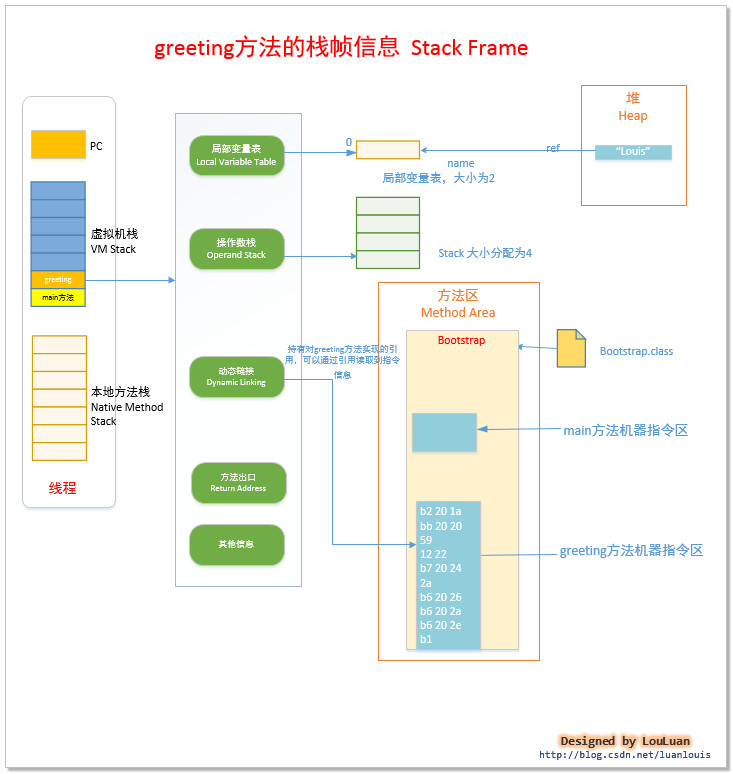 greeting方法的栈帧信息 Stack Frame
PC
虚拟机栈
VM Stack
greeting
main方法
本地方法栈
Native Method
Stack
线程
局部变量表
Local Variable Table
操作数栈
Operand Stack
动态链接
Dynamic Linking
方法出口
Return Address
其他信息
0
name
局部变量表，大小为2
ref
堆
Heap
“Louis”
Stack 大小分配为4
持有对greeting方法实现的引
用，可以通过引用读取到指令
信息
方法区
Method Area
Bootstrap
Bootstrap.class
main方法机器指令区
b2 20 1a
bb 20 20
59
12 22
b7 20 24
2a
b6 20 26
b6 20 2a
b6 20 2e
b1
greeting方法机器指令区
Designed by LouLuan
http://blog.csdn.net/luanlouis